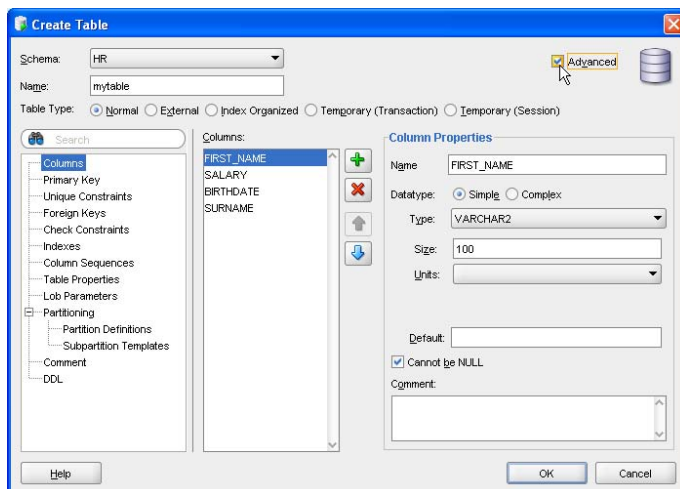 Create Table
Schema: HR
Advanced
Name: mytable
Table Type: Normal External Index Organized Temporary (Transaction) Temporary (Session)
Search
Columns
Primary Key
Unique Constraints
Foreign Keys
Check Constraints
Indexes
Column Sequences
Table Properties
Lob Parameters
Partitioning
Partition Definitions
Subpartition Templates
Comment
DDL
Columns:
FIRST_NAME
SALARY
BIRTHDATE
SURNAME
Column Properties
Name FIRST_NAME
Datatype: Simple Complex
Type: VARCHAR2
Size: 100
Units:
Default:
Cannot be NULL
Comment:
Help
OK
Cancel